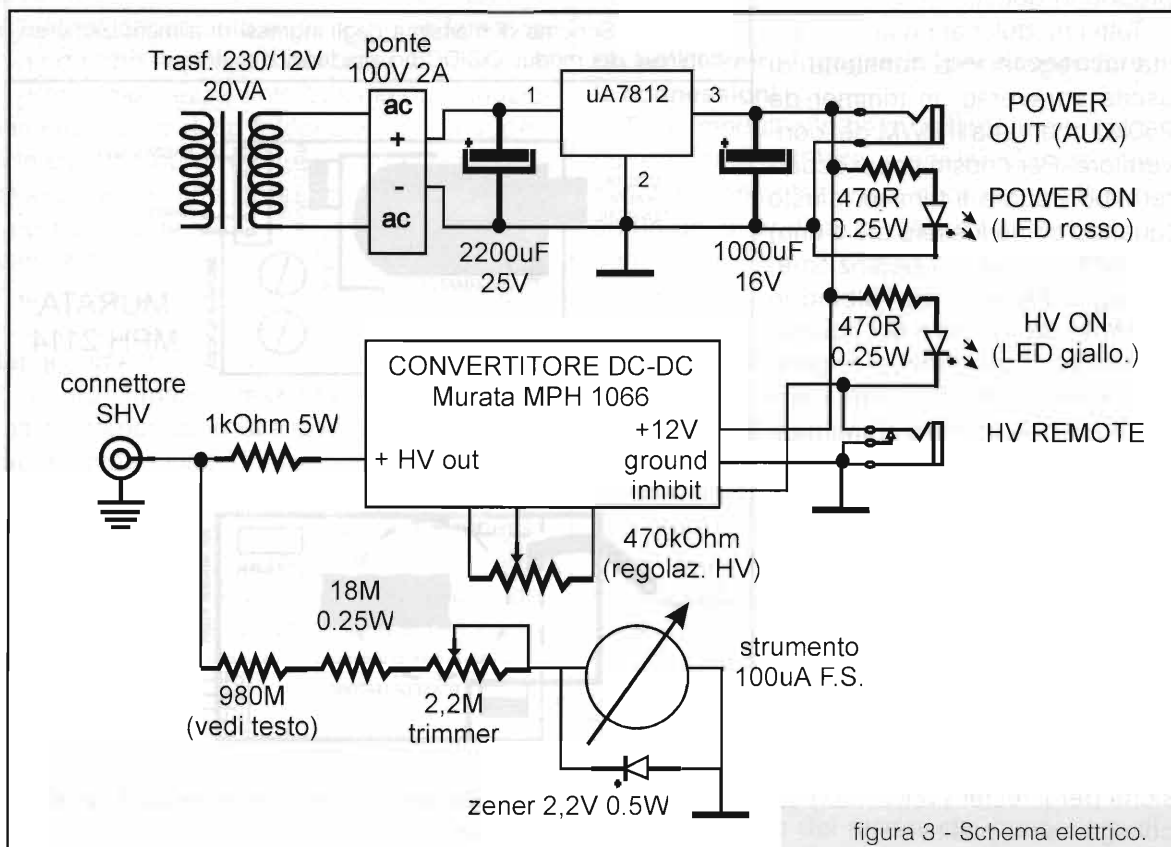 Trasf. 230/12V
20VA
ponte
100V 2A
ac
+
-
ac
1
uA7812
3
2
+
2200uF
25V
+
1000uF
16V
POWER
OUT (AUX)
470R
0.25W
POWER ON
(LED rosso)
470R
0.25W
HV ON
(LED giallo.)
HV REMOTE
connettore
SHV
1kOhm 5W
CONVERTITORE DC-DC
Murata MPH 1066
+ HV out
+12V
ground
inhibit
470kOhm
(regolaz. HV)
18M
0.25W
980M
(vedi testo)
2,2M
trimmer
strumento
100uA F.S.
+
zener 2,2V 0.5W
figura 3 - Schema elettrico.
MURATA
MPH 2114